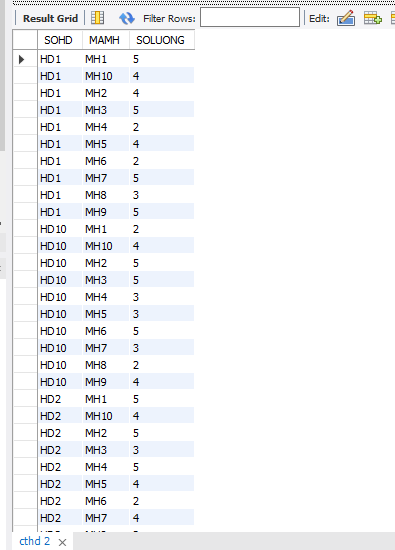 Result Grid Filter Rows: Edit:
SOHD MAMH SOLUONG
HD1 MH1 5
HD1 MH10 4
HD1 MH2 4
HD1 MH3 5
HD1 MH4 2
HD1 MH5 4
HD1 MH6 2
HD1 MH7 5
HD1 MH8 3
HD1 MH9 5
HD10 MH1 2
HD10 MH10 4
HD10 MH2 5
HD10 MH3 5
HD10 MH4 3
HD10 MH5 3
HD10 MH6 5
HD10 MH7 3
HD10 MH8 2
HD10 MH9 4
HD2 MH1 5
HD2 MH10 4
HD2 MH2 5
HD2 MH3 3
HD2 MH4 5
HD2 MH5 4
HD2 MH6 2
HD2 MH7 4
cthd 2